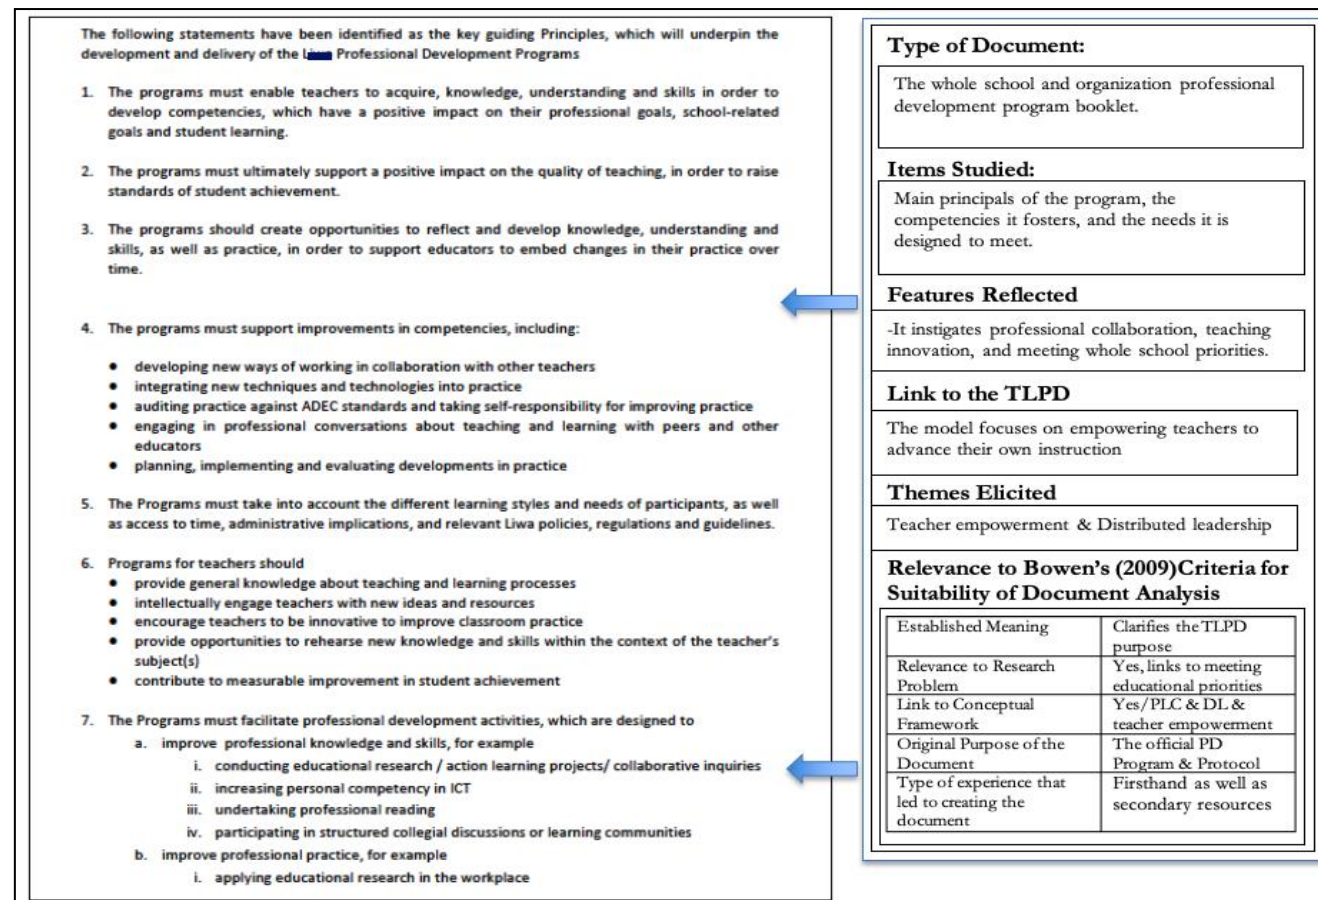 The following statements have been identified as the key guiding Principles, which will underpin the
development and delivery of the Professional Development Programs
1. The programs must enable teachers to acquire, knowledge, understanding and skills in order to
develop competencies, which have a positive impact on their professional goals, school-related
goals and student learning.
2. The programs must ultimately support a positive impact on the quality of teaching, in order to raise
standards of student achievement.
3. The programs should create opportunities to reflect and develop knowledge, understanding and
skills, as well as practice, in order to support educators to embed changes in their practice over
time.
4. The programs must support improvements in competencies, including:
● developing new ways of working in collaboration with other teachers
● integrating new techniques and technologies into practice
● auditing practice against ADEC standards and taking self-responsibility for improving practice
● engaging in professional conversations about teaching and learning with peers and other
educators
● planning, implementing and evaluating developments in practice
5. The Programs must take into account the different learning styles and needs of participants, as well
as access to time, administrative implications, and relevant Liwa policies, regulations and guidelines.
6. Programs for teachers should
● provide general knowledge about teaching and learning processes
● intellectually engage teachers with new ideas and resources
● encourage teachers to be innovative to improve classroom practice
● provide opportunities to rehearse new knowledge and skills within the context of the teacher's
subject(s)
● contribute to measurable improvement in student achievement
7. The Programs must facilitate professional development activities, which are designed to
a. improve professional knowledge and skills, for example
i. conducting educational research / action learning projects/ collaborative inquiries
ii. increasing personal competency in ICT
iii. undertaking professional reading
iv. participating in structured collegial discussions or learning communities
b. improve professional practice, for example
i. applying educational research in the workplace
Type of Document:
The whole school and organization professional
development program booklet.
Items Studied:
Main principals of the program, the
competencies it fosters, and the needs it is
designed to meet.
Features Reflected
-It instigates professional collaboration, teaching
innovation, and meeting whole school priorities.
Link to the TLPD
The model focuses on empowering teachers to
advance their own instruction
Themes Elicited
Teacher empowerment & Distributed leadership
Relevance to Bowen's (2009)Criteria for
Suitability of Document Analysis
Established Meaning
Clarifies the TLPD
purpose
Relevance to Research
Problem
Yes, links to meeting
educational priorities
Link to Conceptual
Framework
Yes/PLC & DL &
teacher empowerment
Original Purpose of the
Document
The official PD
Program & Protocol
Type of experience that
led to creating the
document
Firsthand as well as
secondary resources